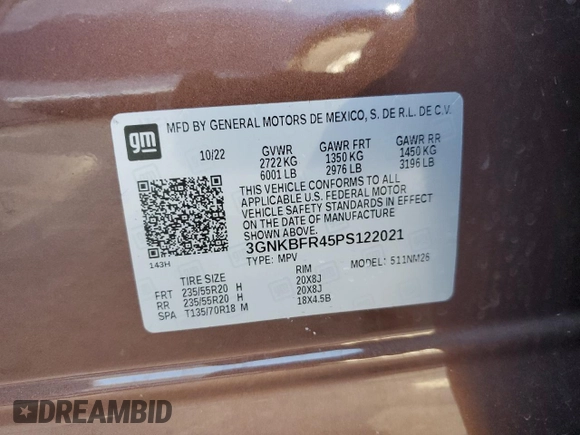 gm MFD BY GENERAL MOTORS DE MEXICO, S. DE R.L. DE C.V.
10/22 GVWR GAWR FRT GAWR RR
2722 KG 1350 KG 1450 KG
6001 LB 2976 LB 3196 LB
THIS VEHICLE CONFORMS TO ALL
APPLICABLE U.S. FEDERAL MOTOR
VEHICLE SAFETY STANDARDS IN EFFECT
ON THE DATE OF MANUFACTURE
SHOWN ABOVE.
3GNKBFR45PS122021
143H TYPE: MPV MODEL: 511NM26
TIRE SIZE RIM
FRT 235/55R20 H 20X8J
RR 235/55R20 H 20X8J
SPA T135/70R18 M 18X4.5B
DREAMBID